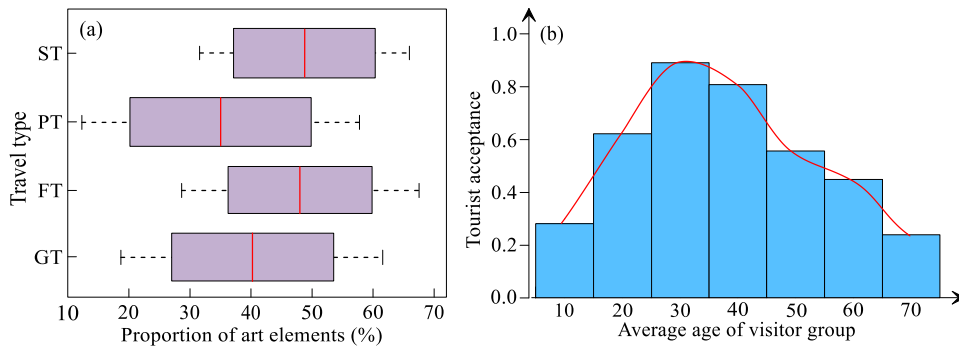 (a)
Travel type
ST
PT
FT
GT
10 20 30 40 50 60 70
Proportion of art elements (%)
(b)
Tourist acceptance
1.0
0.8
0.6
0.4
0.2
0.0
10 20 30 40 50 60 70
Average age of visitor group